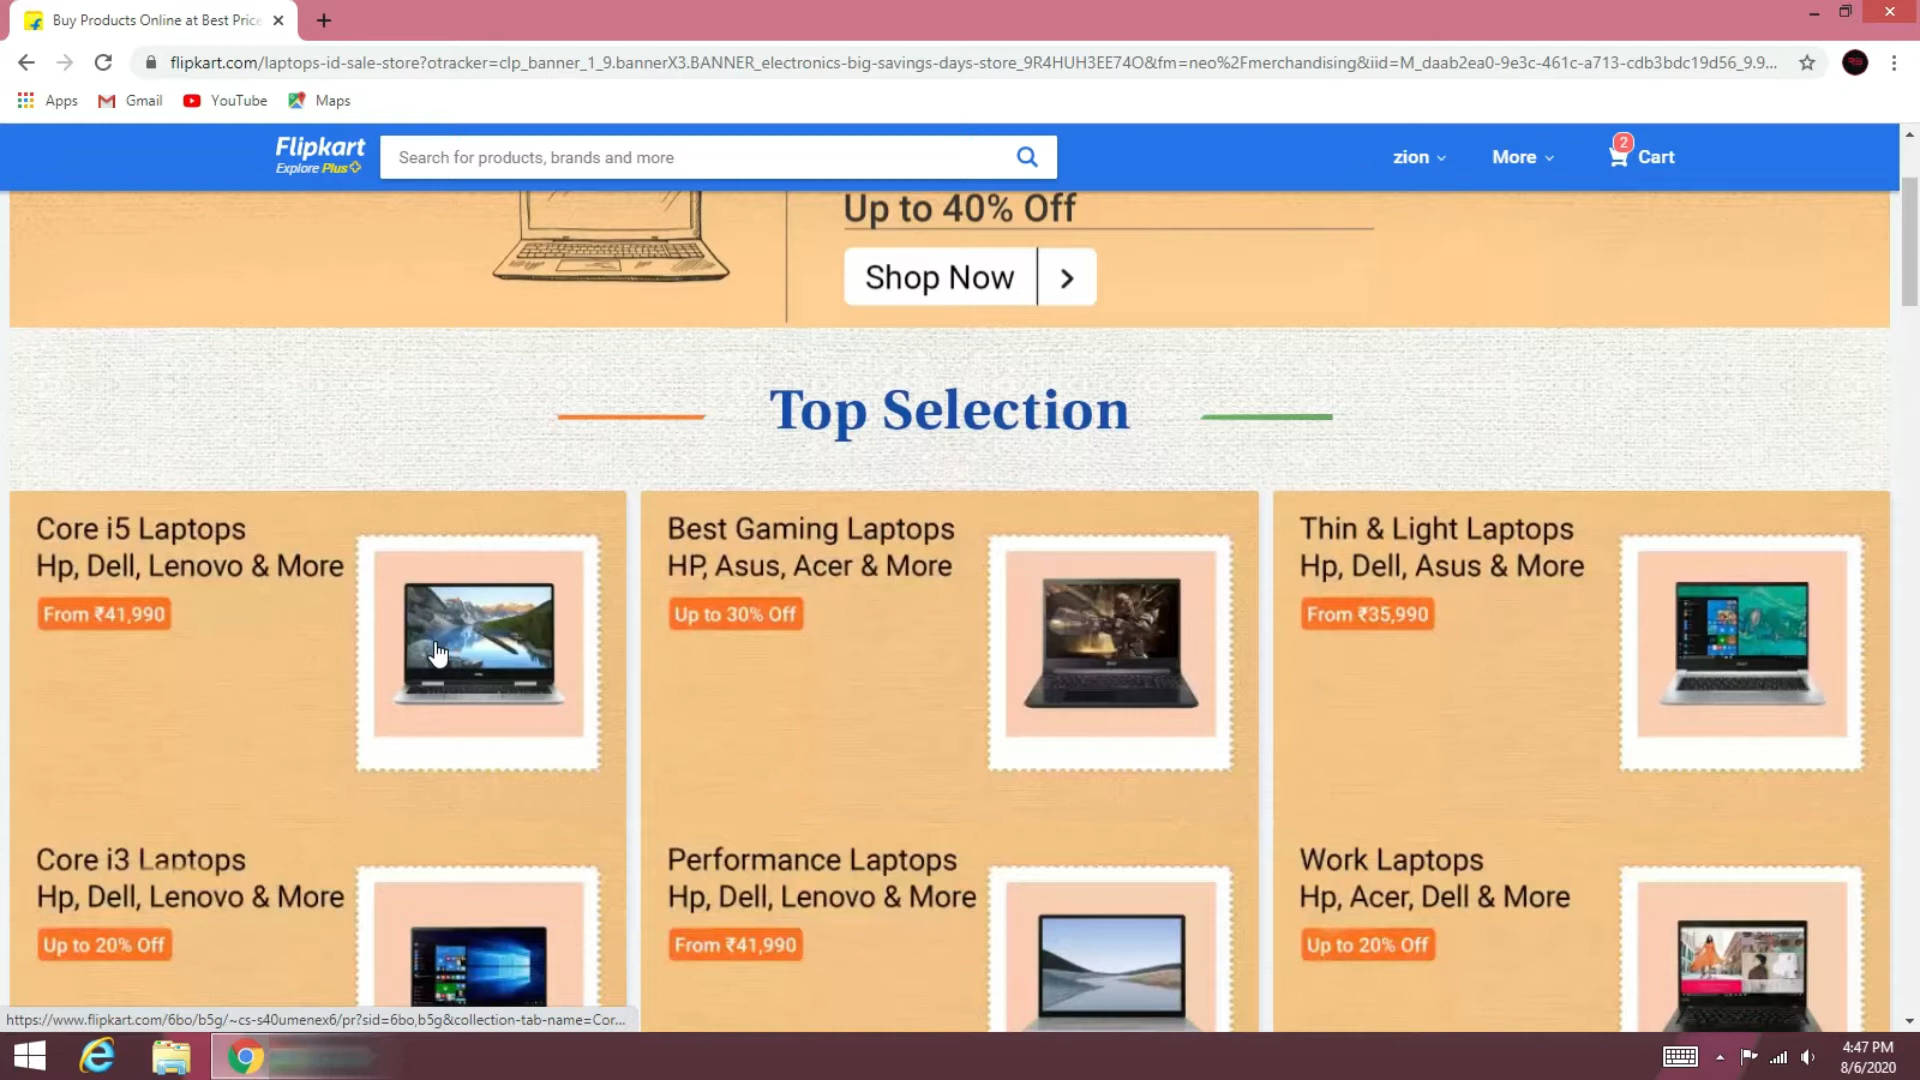 Buy Products Online at Best Price
flipkart.com/laptops-id-sale-store?otracker=clp_banner_1_9.bannerX3.BANNER_electronics-big-savings-days-store_9R4HUH3EE74O&fm=neo%2Fmerchandising&iid=M_daab2ea0-9e3c-461c-a713-cdb3bdc19d56_9.9...
Apps Gmail YouTube Maps
Flipkart
Explore Plus
Search for products, brands and more
zion
More
2
Cart
Up to 40% Off
Shop Now
Top Selection
Core i5 Laptops
Hp, Dell, Lenovo & More
From ₹41,990
Best Gaming Laptops
HP, Asus, Acer & More
Up to 30% Off
Thin & Light Laptops
Hp, Dell, Asus & More
From ₹35,990
Core i3 Laptops
Hp, Dell, Lenovo & More
Up to 20% Off
Performance Laptops
Hp, Dell, Lenovo & More
From ₹41,990
Work Laptops
Hp, Acer, Dell & More
Up to 20% Off
https://www.flipkart.com/6bo/b5g/~cs-s40umenex6/pr?sid=6bo,b5g&collection-tab-name=Cor...
4:47 PM
8/6/2020